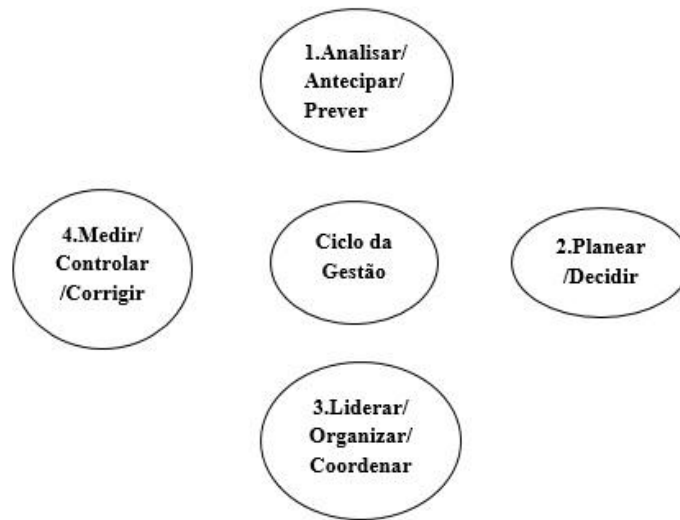 1.Analisar/
Antecipar/
Prever
4.Medir/
Controlar
/Corrigir
Ciclo da
Gestão
2.Planear
/Decidir
3.Liderar/
Organizar/
Coordenar